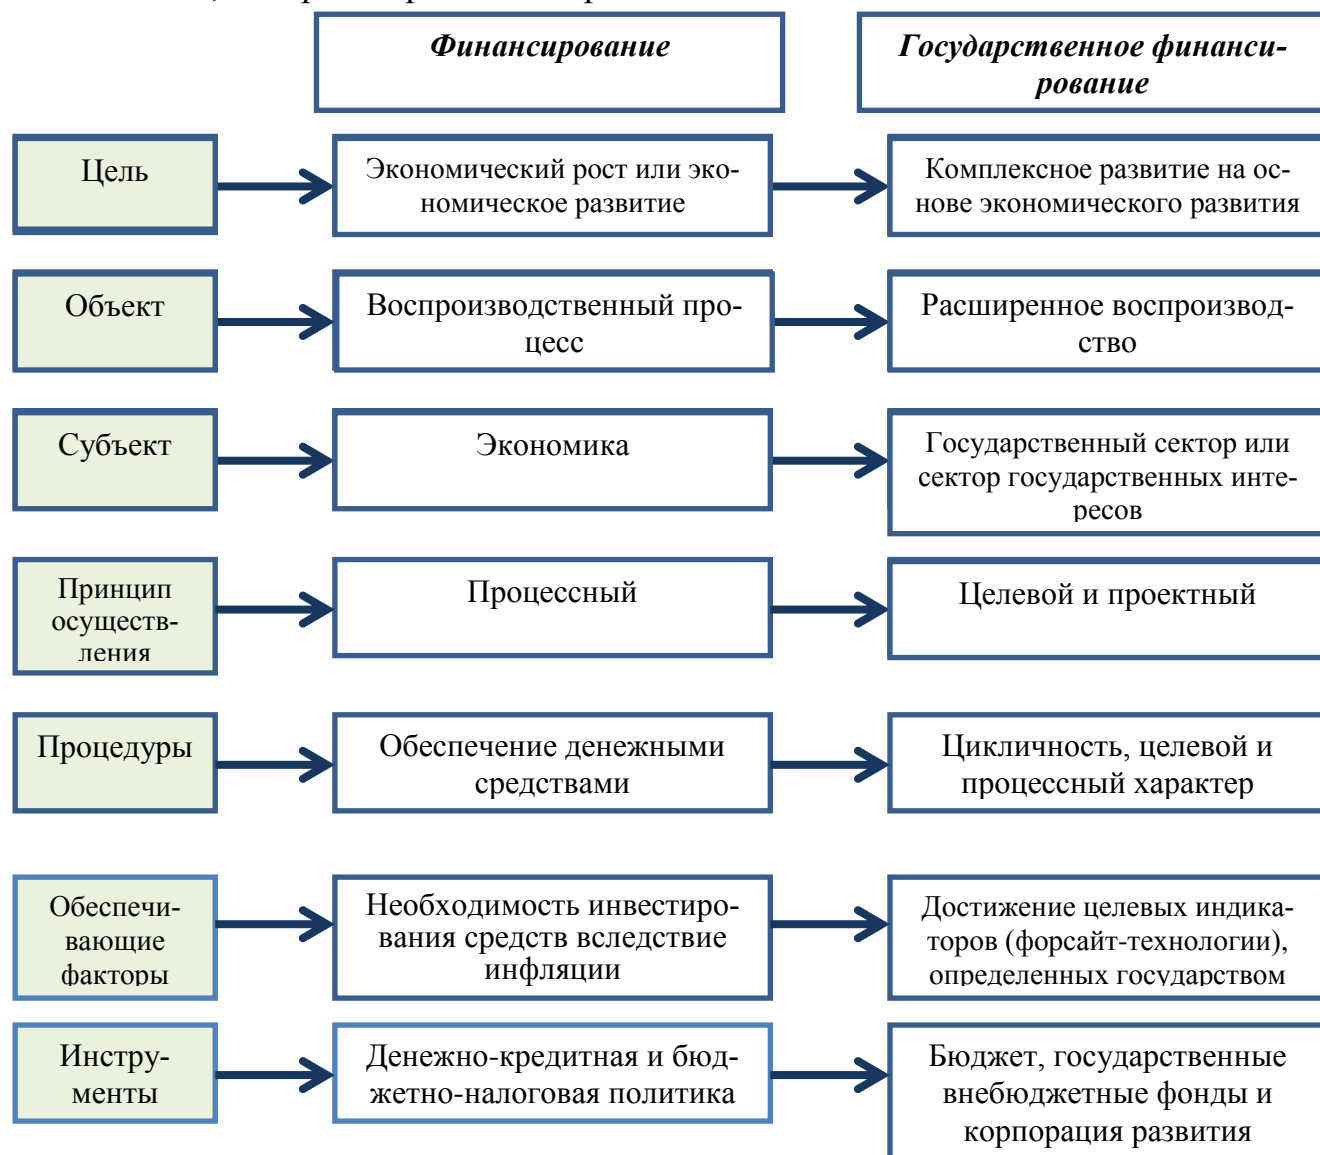 Финансирование
Государственное финанси-
рование
Цель
Экономический рост или эко-
номическое развитие
Комплексное развитие на ос-
нове экономического развития
Объект
Воспроизводственный про-
цесс
Расширенное воспроизвод-
ство
Субъект
Экономика
Государственный сектор или
сектор государственных инте-
ресов
Принцип
осуществ-
ления
Процессный
Целевой и проектный
Процедуры
Обеспечение денежными
средствами
Цикличность, целевой и
процессный характер
Обеспечи-
вающие
факторы
Необходимость инвестиро-
вания средств вследствие
инфляции
Достижение целевых индика-
торов (форсайт-технологии),
определенных государством
Инстру-
менты
Денежно-кредитная и бюд-
жетно-налоговая политика
Бюджет, государственные
внебюджетные фонды и
корпорация развития